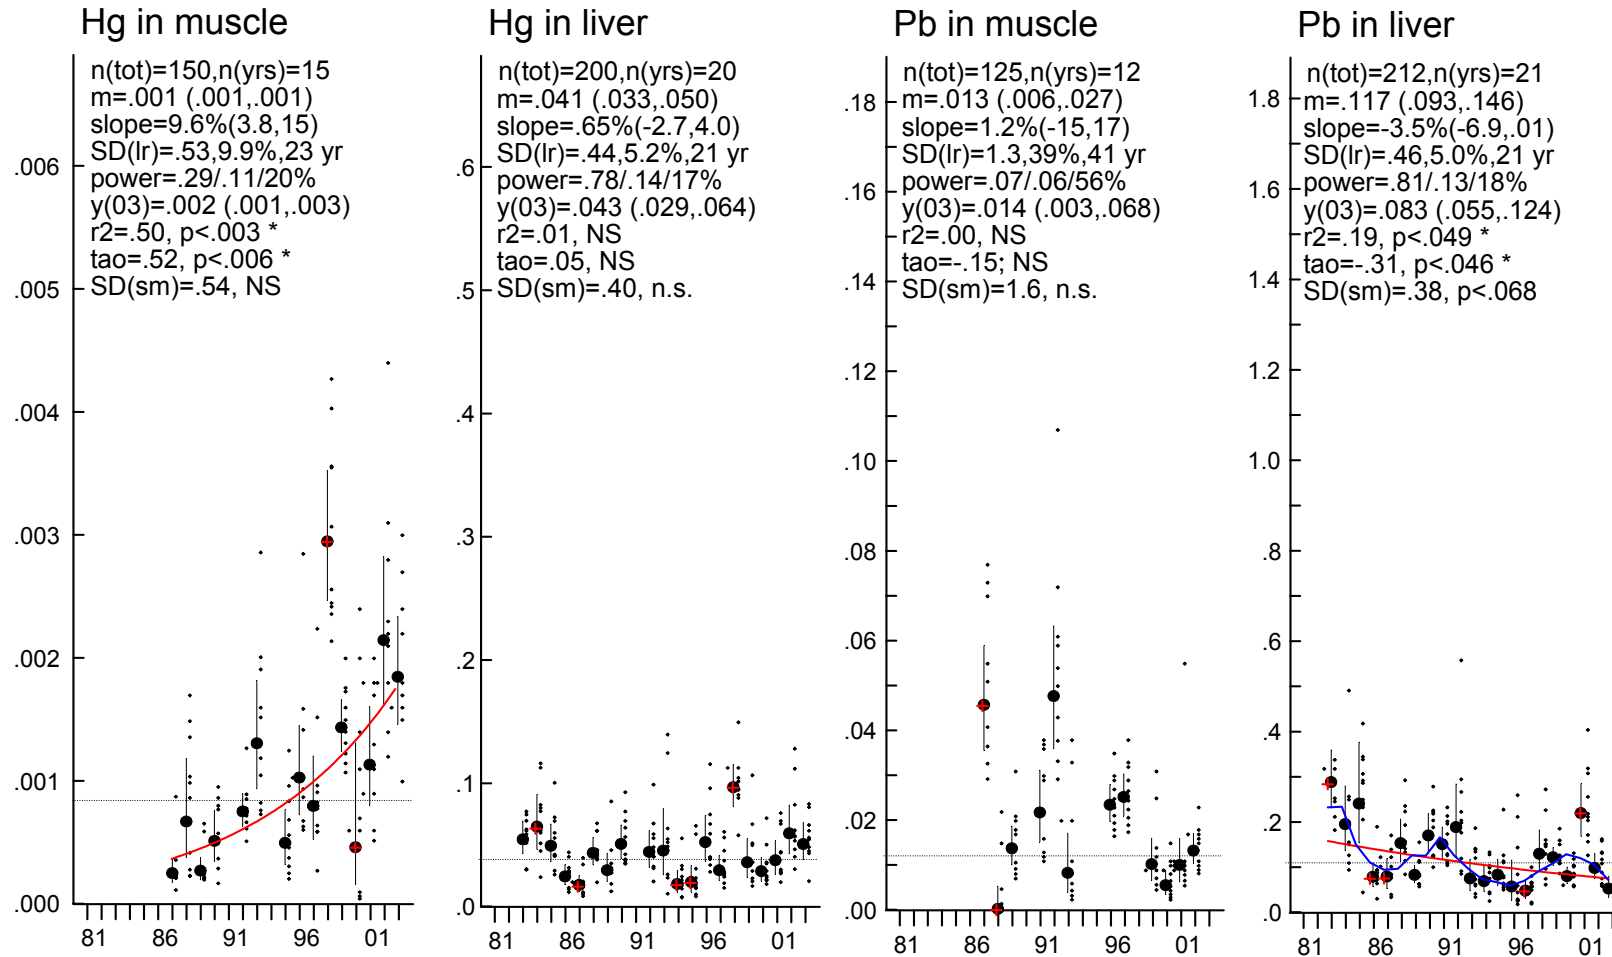 Hg in muscle
n(tot)=150,n(yrs)=15
m=.001 (.001,.001)
slope=9.6%(3.8,15)
SD(lr)=.53,9.9%,23 yr
power=.29/.11/20%
y(03)=.002 (.001,.003)
r2=.50, p<.003 *
tao=.52, p<.006 *
SD(sm)=.54, NS
.006
.005
.004
.003
.002
.001
.000
81 86 91 96 01
Hg in liver
n(tot)=200,n(yrs)=20
m=.041 (.033,.050)
slope=.65%(-2.7,4.0)
SD(lr)=.44,5.2%,21 yr
power=.78/.14/17%
y(03)=.043 (.029,.064)
r2=.01, NS
tao=.05, NS
SD(sm)=.40, n.s.
.6
.5
.4
.3
.2
.1
.0
81 86 91 96 01
Pb in muscle
n(tot)=125,n(yrs)=12
m=.013 (.006,.027)
slope=1.2%(-15,17)
SD(lr)=1.3,39%,41 yr
power=.07/.06/56%
y(03)=.014 (.003,.068)
r2=.00, NS
tao=-.15; NS
SD(sm)=1.6, n.s.
.18
.16
.14
.12
.10
.08
.06
.04
.02
.00
81 86 91 96 01
Pb in liver
n(tot)=212,n(yrs)=21
m=.117 (.093,.146)
slope=-3.5%(-6.9,.01)
SD(lr)=.46,5.0%,21 yr
power=.81/.13/18%
y(03)=.083 (.055,.124)
r2=.19, p<.049 *
tao=-.31, p<.046 *
SD(sm)=.38, p<.068
1.8
1.6
1.4
1.2
1.0
.8
.6
.4
.2
.0
81 86 91 96 01